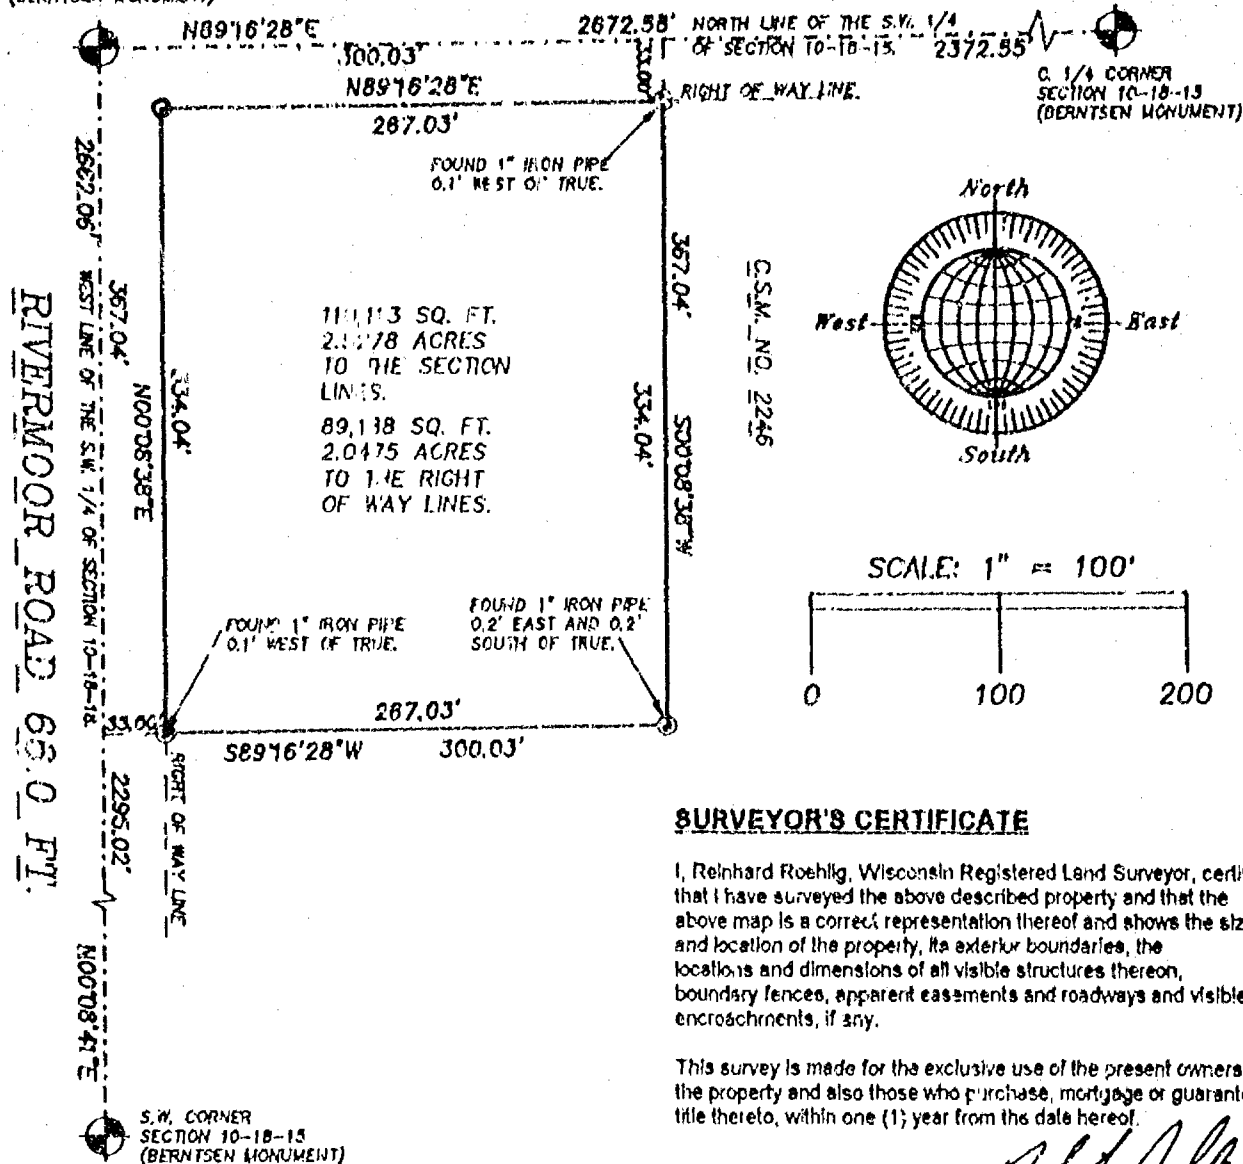 (BERNTSEN MONUMENT)
N89°16'28"E
300.03'
2672.58'
NORTH LINE OF THE S.W. 1/4
OF SECTION 10-18-15.
2372.55'
33.00'
C. 1/4 CORNER
SECTION 10-18-15
(BERNTSEN MONUMENT)
N89°16'28"E
267.03'
RIGHT OF WAY LINE.
FOUND 1" IRON PIPE
0.1' WEST OF TRUE.
North
West
East
South
2662.06'
WEST LINE OF THE S.W. 1/4 OF SECTION 10-18-
367.04'
N00°08'38"E
334.04'
RIVERMOOR ROAD 66.0 FT.
SQ. FT.
ACRES
TO THE SECTION
LINES.
SQ. FT.
2.0475 ACRES
TO THE RIGHT
OF WAY LINES.
367.04'
334.04'
S00°08'38"W
C.S.M. NO. 2246
SCALE: 1" = 100'
0 100 200
FOUND 1" IRON PIPE
0.1' WEST OF TRUE.
FOUND 1" IRON PIPE
0.2' EAST AND 0.2'
SOUTH OF TRUE.
33.00'
267.03'
S89°16'28"W 300.03'
RIGHT OF WAY LINE
2295.02'
N00°08'41"E
S.W. CORNER
SECTION 10-18-15
(BERNTSEN MONUMENT)
SURVEYOR'S CERTIFICATE
I, Reinhard Roehlig, Wisconsin Registered Land Surveyor, certi
that I have surveyed the above described property and that the
above map is a correct representation thereof and shows the siz
and location of the property, its exterior boundaries, the
locations and dimensions of all visible structures thereon,
boundary fences, apparent easements and roadways and visible
encroachments, if any.
This survey is made for the exclusive use of the present owners
the property and also those who purchase, mortgage or guarante
title thereto, within one (1) year from the date hereof.